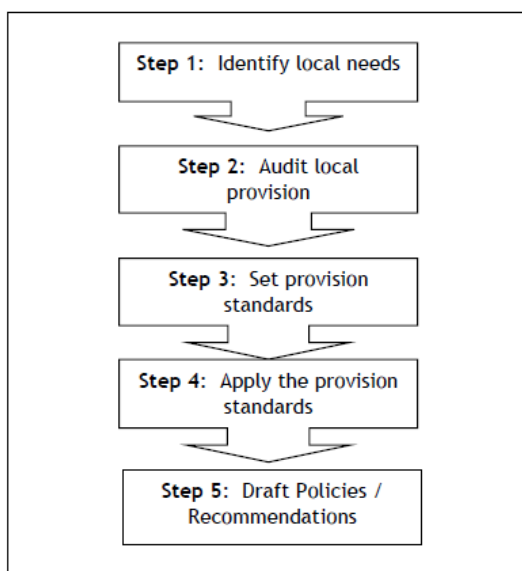 Step 1: Identify local needs
Step 2: Audit local
provision
Step 3: Set provision
standards
Step 4: Apply the provision
standards
Step 5: Draft Policies /
Recommendations